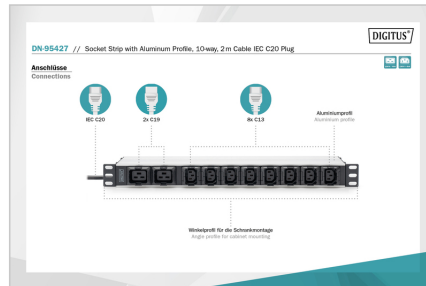 DIGITUS®
DN-95427 // Socket Strip with Aluminum Profile, 10-way, 2 m Cable IEC C20 Plug
Anschlüsse
Connections
IEC C20
2x C19
8x C13
Aluminiumprofil
Aluminum profile
Winkelprofil für die Schrankmontage
Angle profile for cabinet mounting